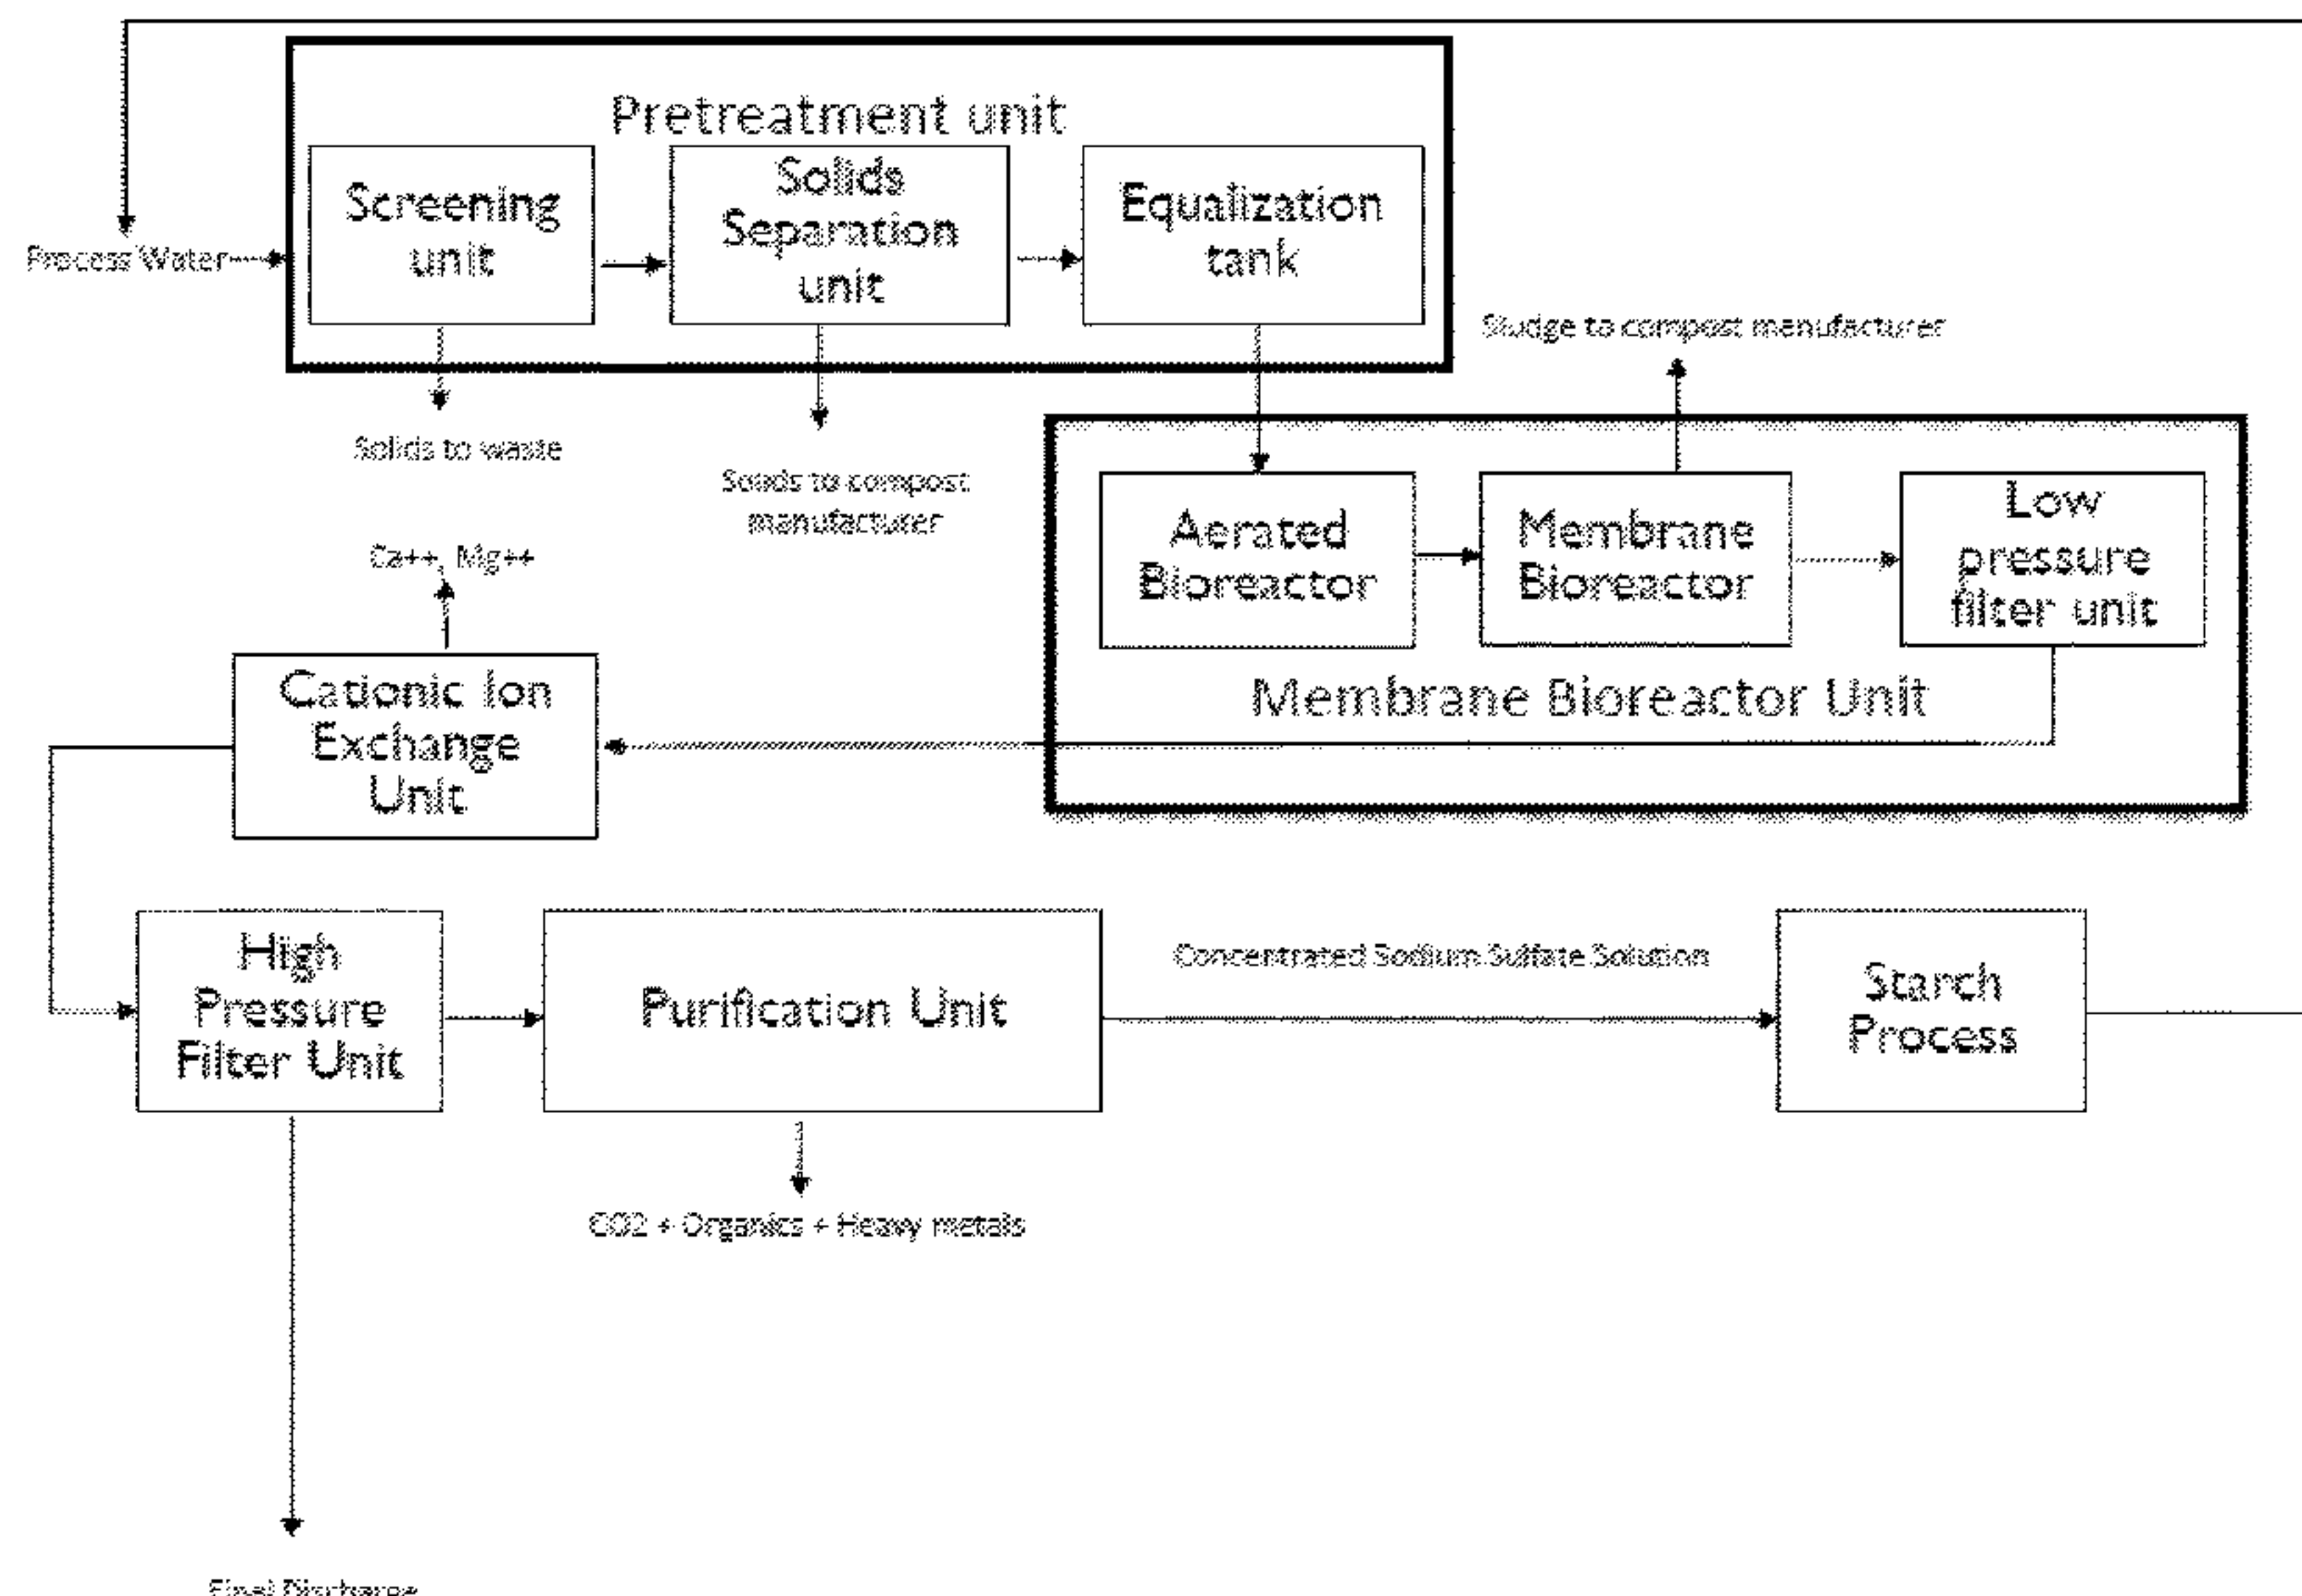 Pretreatment unit
Screening
unit
Solids
Separation
unit
Equalization
tank
Process Water
Sludge to compost manufacturer
Solids to waste
Solids to compost
manufacturer
Aerated
Bioreactor
Membrane
Bioreactor
Low
pressure
filter unit
Membrane Bioreactor Unit
Ca++, Mg++
Cationic Ion
Exchange
Unit
High
Pressure
Filter Unit
Purification Unit
Concentrated Sodium Sulfate Solution
Starch
Process
CO2 + Organics + Heavy metals
Final Discharge